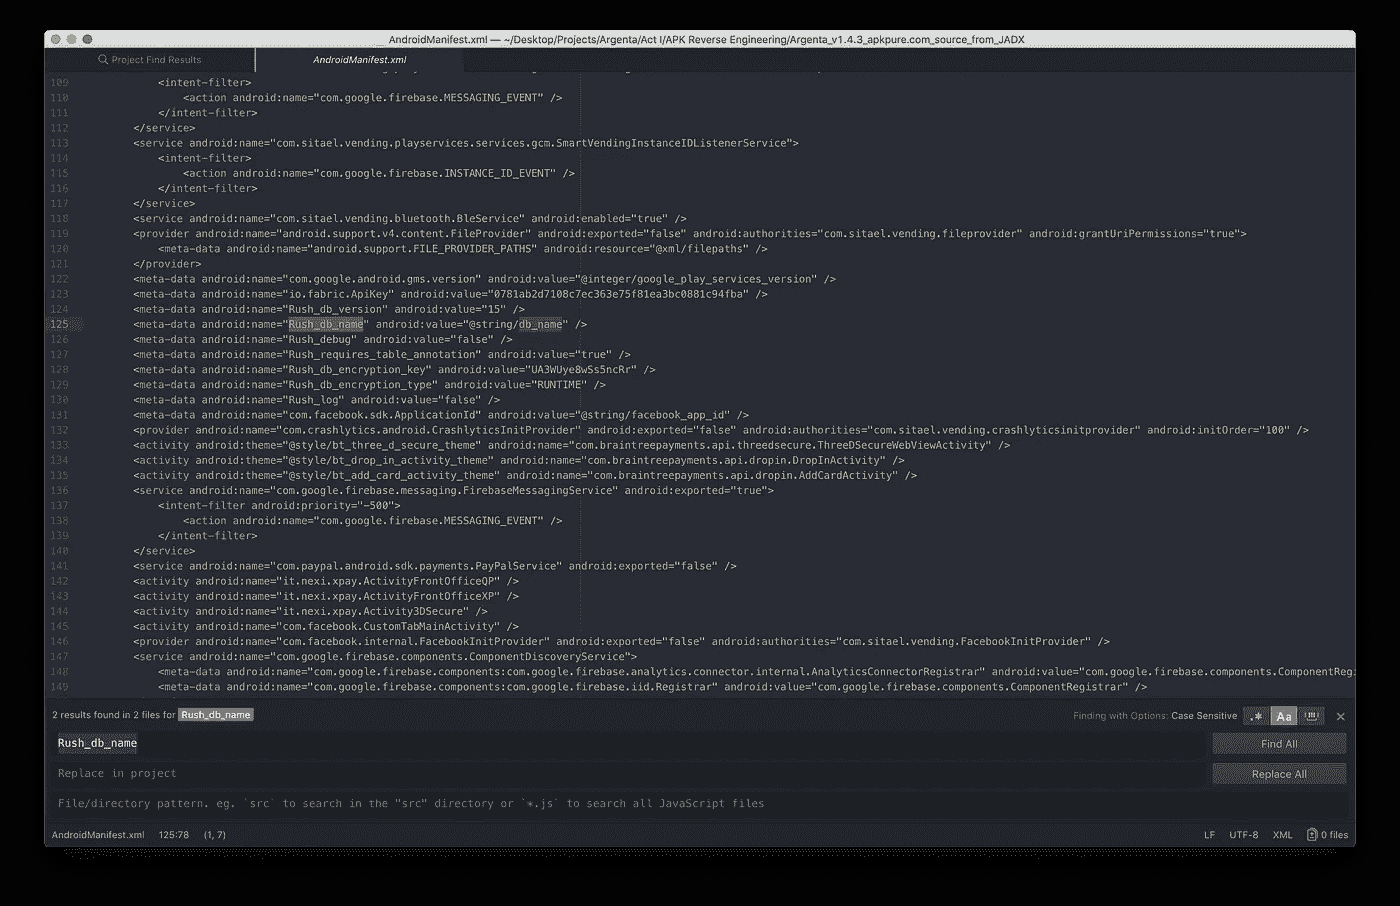 AndroidManifest.xml — ~/Desktop/Projects/Argenta/Act I/APK Reverse Engineering/Argenta_v1.4.3_apkpure.com_source_from_JADX
Project Find Results
AndroidManifest.xml
109 <intent-filter>
110 <action android:name="com.google.firebase.MESSAGING_EVENT" />
111 </intent-filter>
112 </service>
113 <service android:name="com.sitael.vending.playservices.services.gcm.SmartVendingInstanceIDListenerService">
114 <intent-filter>
115 <action android:name="com.google.firebase.INSTANCE_ID_EVENT" />
116 </intent-filter>
117 </service>
118 <service android:name="com.sitael.vending.bluetooth.BleService" android:enabled="true" />
119 <provider android:name="android.support.v4.content.FileProvider" android:exported="false" android:authorities="com.sitael.vending.fileprovider" android:grantUriPermissions="true">
120 <meta-data android:name="android.support.FILE_PROVIDER_PATHS" android:resource="@xml/filepaths" />
121 </provider>
122 <meta-data android:name="com.google.android.gms.version" android:value="@integer/google_play_services_version" />
123 <meta-data android:name="io.fabric.ApiKey" android:value="0781ab2d7108c7ec363e75f81ea3bc0881c94fba" />
124 <meta-data android:name="Rush_db_version" android:value="15" />
125 <meta-data android:name="Rush_db_name" android:value="@string/db_name" />
126 <meta-data android:name="Rush_debug" android:value="false" />
127 <meta-data android:name="Rush_requires_table_annotation" android:value="true" />
128 <meta-data android:name="Rush_db_encryption_key" android:value="UA3WUye8wSs5ncRr" />
129 <meta-data android:name="Rush_db_encryption_type" android:value="RUNTIME" />
130 <meta-data android:name="Rush_log" android:value="false" />
131 <meta-data android:name="com.facebook.sdk.ApplicationId" android:value="@string/facebook_app_id" />
132 <provider android:name="com.crashlytics.android.CrashlyticsInitProvider" android:exported="false" android:authorities="com.sitael.vending.crashlyticsinitprovider" android:initOrder="100" />
133 <activity android:theme="@style/bt_three_d_secure_theme" android:name="com.braintreepayments.api.threedsecure.ThreeDSecureWebViewActivity" />
134 <activity android:theme="@style/bt_drop_in_activity_theme" android:name="com.braintreepayments.api.dropin.DropInActivity" />
135 <activity android:theme="@style/bt_add_card_activity_theme" android:name="com.braintreepayments.api.dropin.AddCardActivity" />
136 <service android:name="com.google.firebase.messaging.FirebaseMessagingService" android:exported="true">
137 <intent-filter android:priority="-500">
138 <action android:name="com.google.firebase.MESSAGING_EVENT" />
139 </intent-filter>
140 </service>
141 <service android:name="com.paypal.android.sdk.payments.PayPalService" android:exported="false" />
142 <activity android:name="it.nexi.xpay.ActivityFrontOfficeQP" />
143 <activity android:name="it.nexi.xpay.ActivityFrontOfficeXP" />
144 <activity android:name="it.nexi.xpay.Activity3DSecure" />
145 <activity android:name="com.facebook.CustomTabMainActivity" />
146 <provider android:name="com.facebook.internal.FacebookInitProvider" android:exported="false" android:authorities="com.sitael.vending.FacebookInitProvider" />
147 <service android:name="com.google.firebase.components.ComponentDiscoveryService">
148 <meta-data android:name="com.google.firebase.components:com.google.firebase.analytics.connector.internal.AnalyticsConnectorRegistrar" android:value="com.google.firebase.components.ComponentRegi
149 <meta-data android:name="com.google.firebase.components:com.google.firebase.iid.Registrar" android:value="com.google.firebase.components.ComponentRegistrar" />
2 results found in 2 files for Rush_db_name
Finding with Options: Case Sensitive
.* Aa
Rush_db_name
Find All
Replace in project
Replace All
File/directory pattern. eg. `src` to search in the "src" directory or `*.js` to search all JavaScript files
AndroidManifest.xml 125:78 (1, 7)
LF UTF-8 XML 0 files